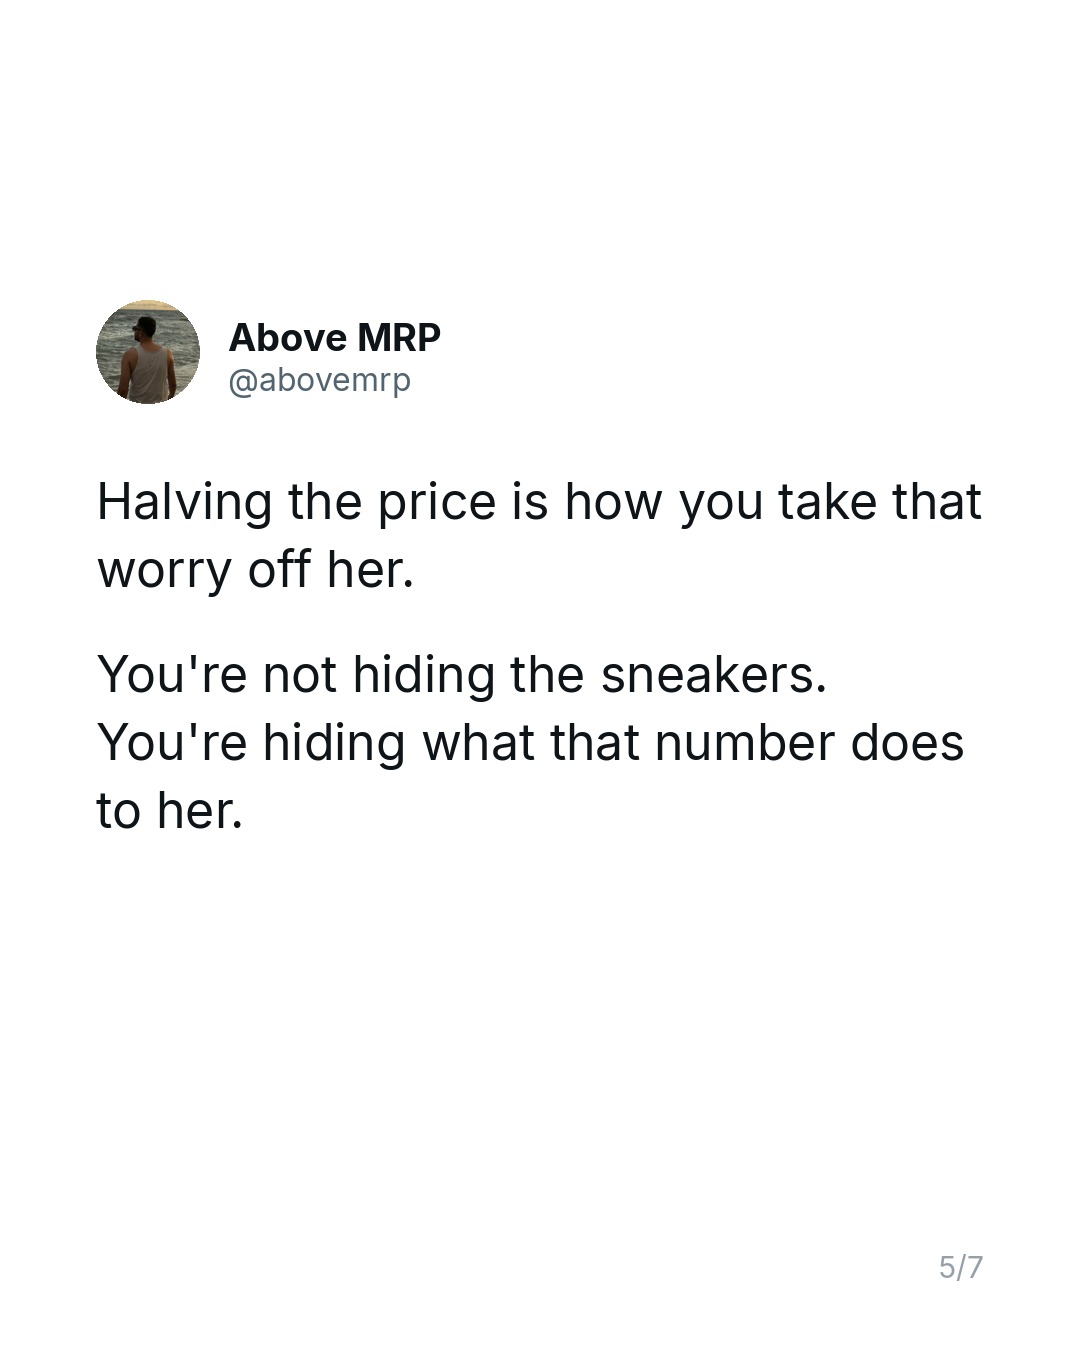 Above MRP
@abovemrp
Halving the price is how you take that
worry off her.
You're not hiding the sneakers.
You're hiding what that number does
to her.
5/7